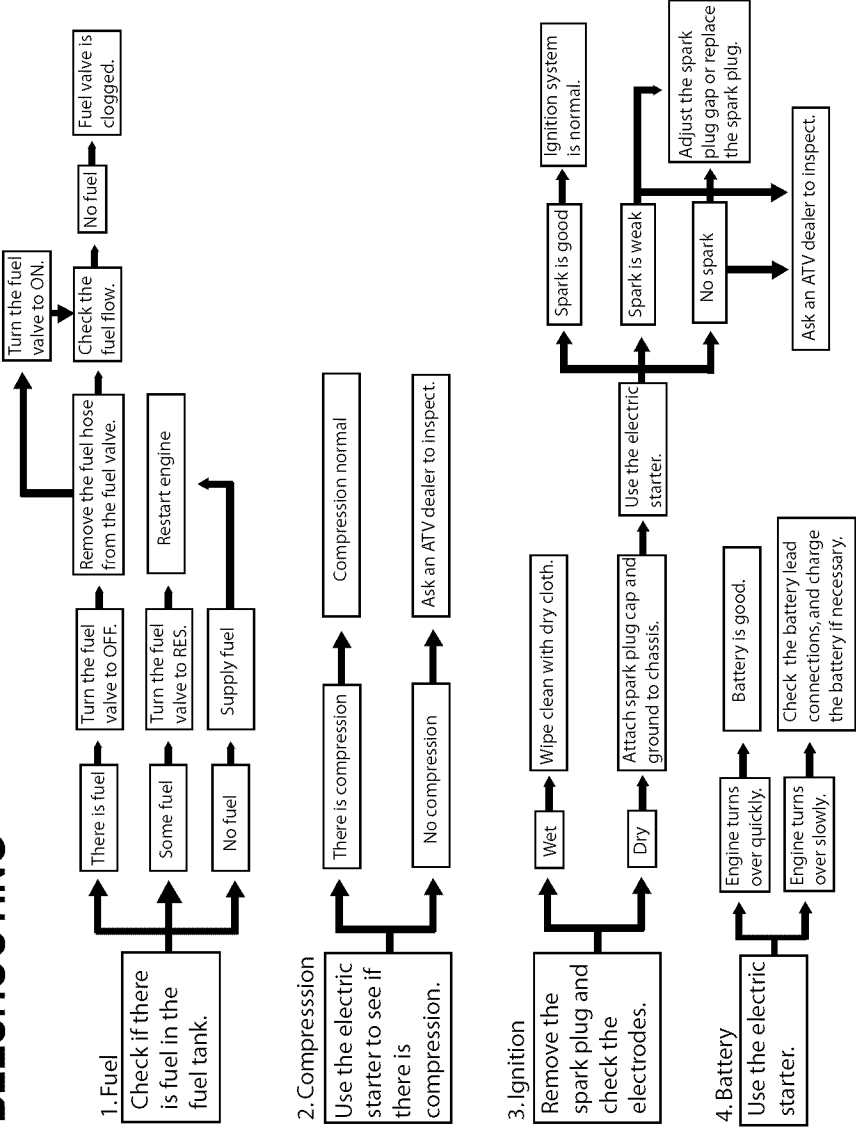 1. Fuel
Check if there
is fuel in the
fuel tank.
There is fuel
Turn the fuel
valve to OFF.
Remove the fuel hose
from the fuel valve.
Turn the fuel
valve to ON.
Check the
fuel flow.
No fuel
Fuel valve is
clogged.
Some fuel
Turn the fuel
valve to RES.
Restart engine
No fuel
Supply fuel
2. Compresssion
Use the electric
starter to see if
there is
compression.
There is compression
Compression normal
No compression
Ask an ATV dealer to inspect.
3. Ignition
Remove the
spark plug and
check the
electrodes.
Wet
Wipe clean with dry cloth.
Dry
Attach spark plug cap and
ground to chassis.
Use the electric
starter.
Spark is good
Ignition system
is normal.
Spark is weak
Adjust the spark
plug gap or replace
the spark plug.
No spark
Ask an ATV dealer to inspect.
4. Battery
Use the electric
starter.
Engine turns
over quickly.
Battery is good.
Engine turns
over slowly.
Check the battery lead
connections, and charge
the battery if necessary.